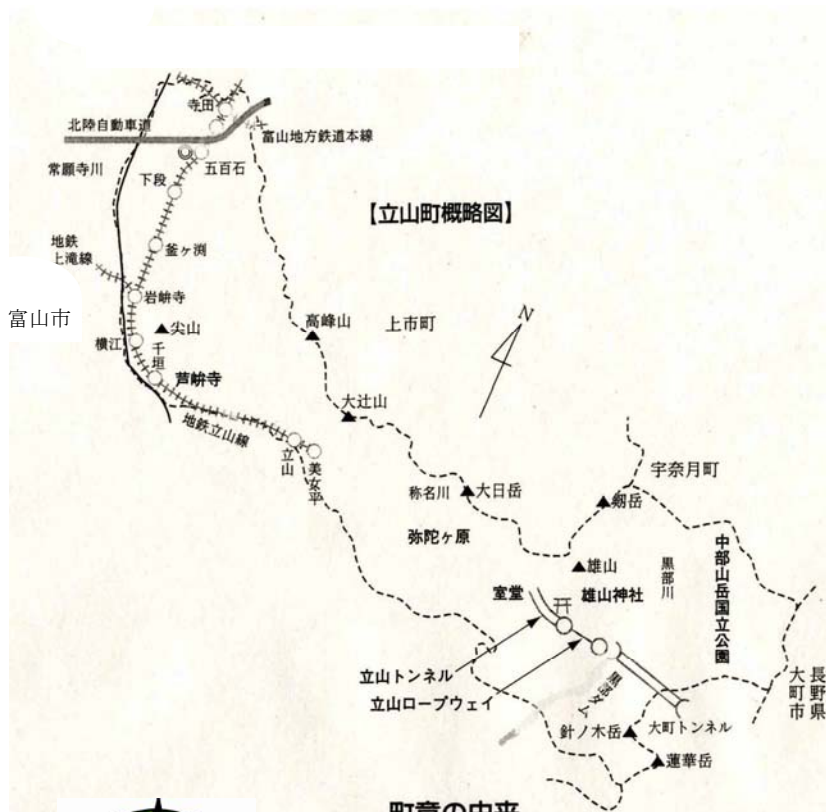 寺田
北陸自動車道
富山地方鉄道本線
常願寺川
五百石
下段
【立山町概略図】
地鉄
上滝線
釜ヶ渕
岩峅寺
富山市
尖山
高峰山
上市町
N
横江
千垣
芦峅寺
大辻山
地鉄立山線
立山
美女平
宇奈月町
称名川
大日岳
剱岳
弥陀ヶ原
中部山岳国立公園
雄山
黒部川
室堂
雄山神社
立山トンネル
立山ロープウェイ
黒部ダム
長野県
大町市
針ノ木岳
大町トンネル
蓮華岳
町章の由来